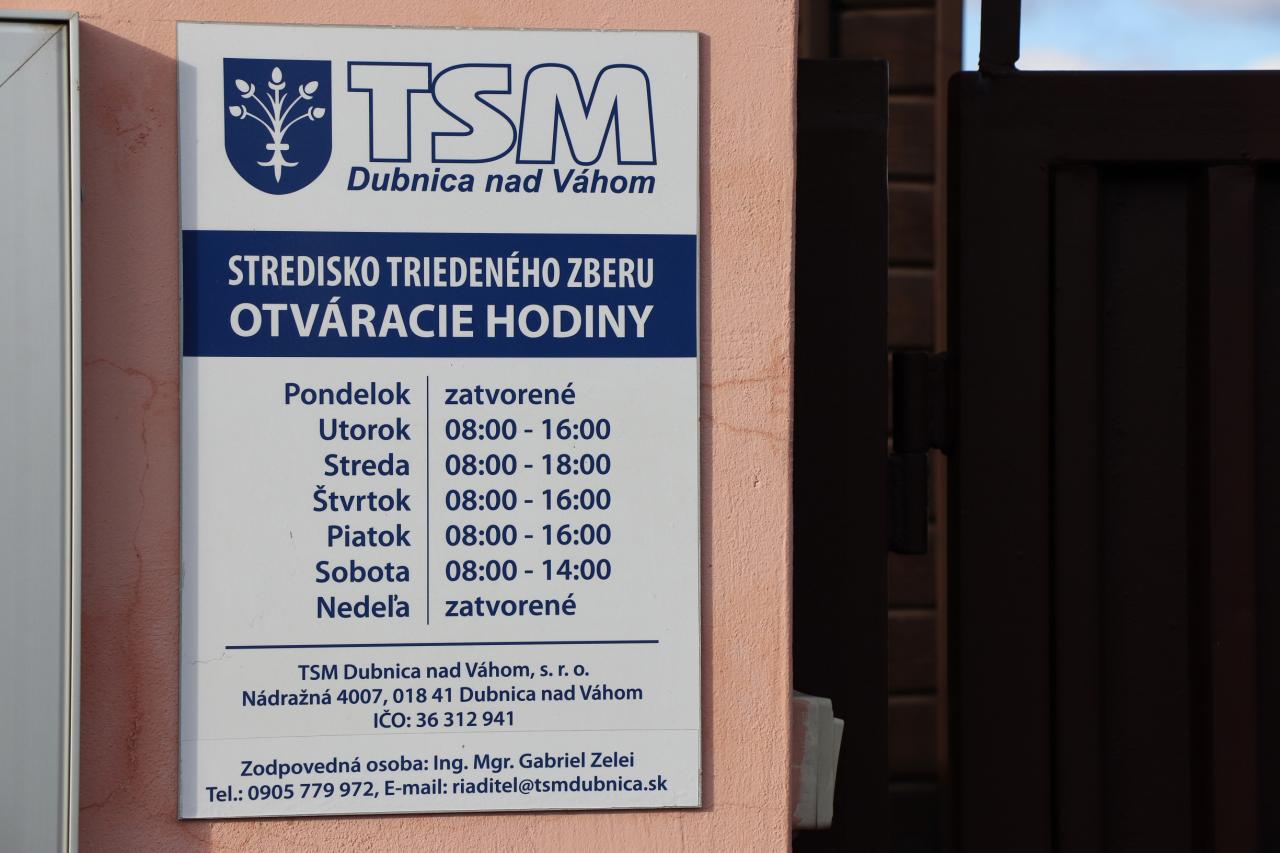 TSM
Dubnica nad Váhom
STREDISKO TRIEDENÉHO ZBERU
OTVÁRACIE HODINY
Pondelok zatvorené
Utorok 08:00 - 16:00
Streda 08:00 - 18:00
Štvrtok 08:00 - 16:00
Piatok 08:00 - 16:00
Sobota 08:00 - 14:00
Nedeľa zatvorené
TSM Dubnica nad Váhom, s. r. o.
Nádražná 4007, 018 41 Dubnica nad Váhom
IČO: 36 312 941
Zodpovedná osoba: Ing. Mgr. Gabriel Zelei
Tel.: 0905 779 972, E-mail: riaditel@tsmdubnica.sk